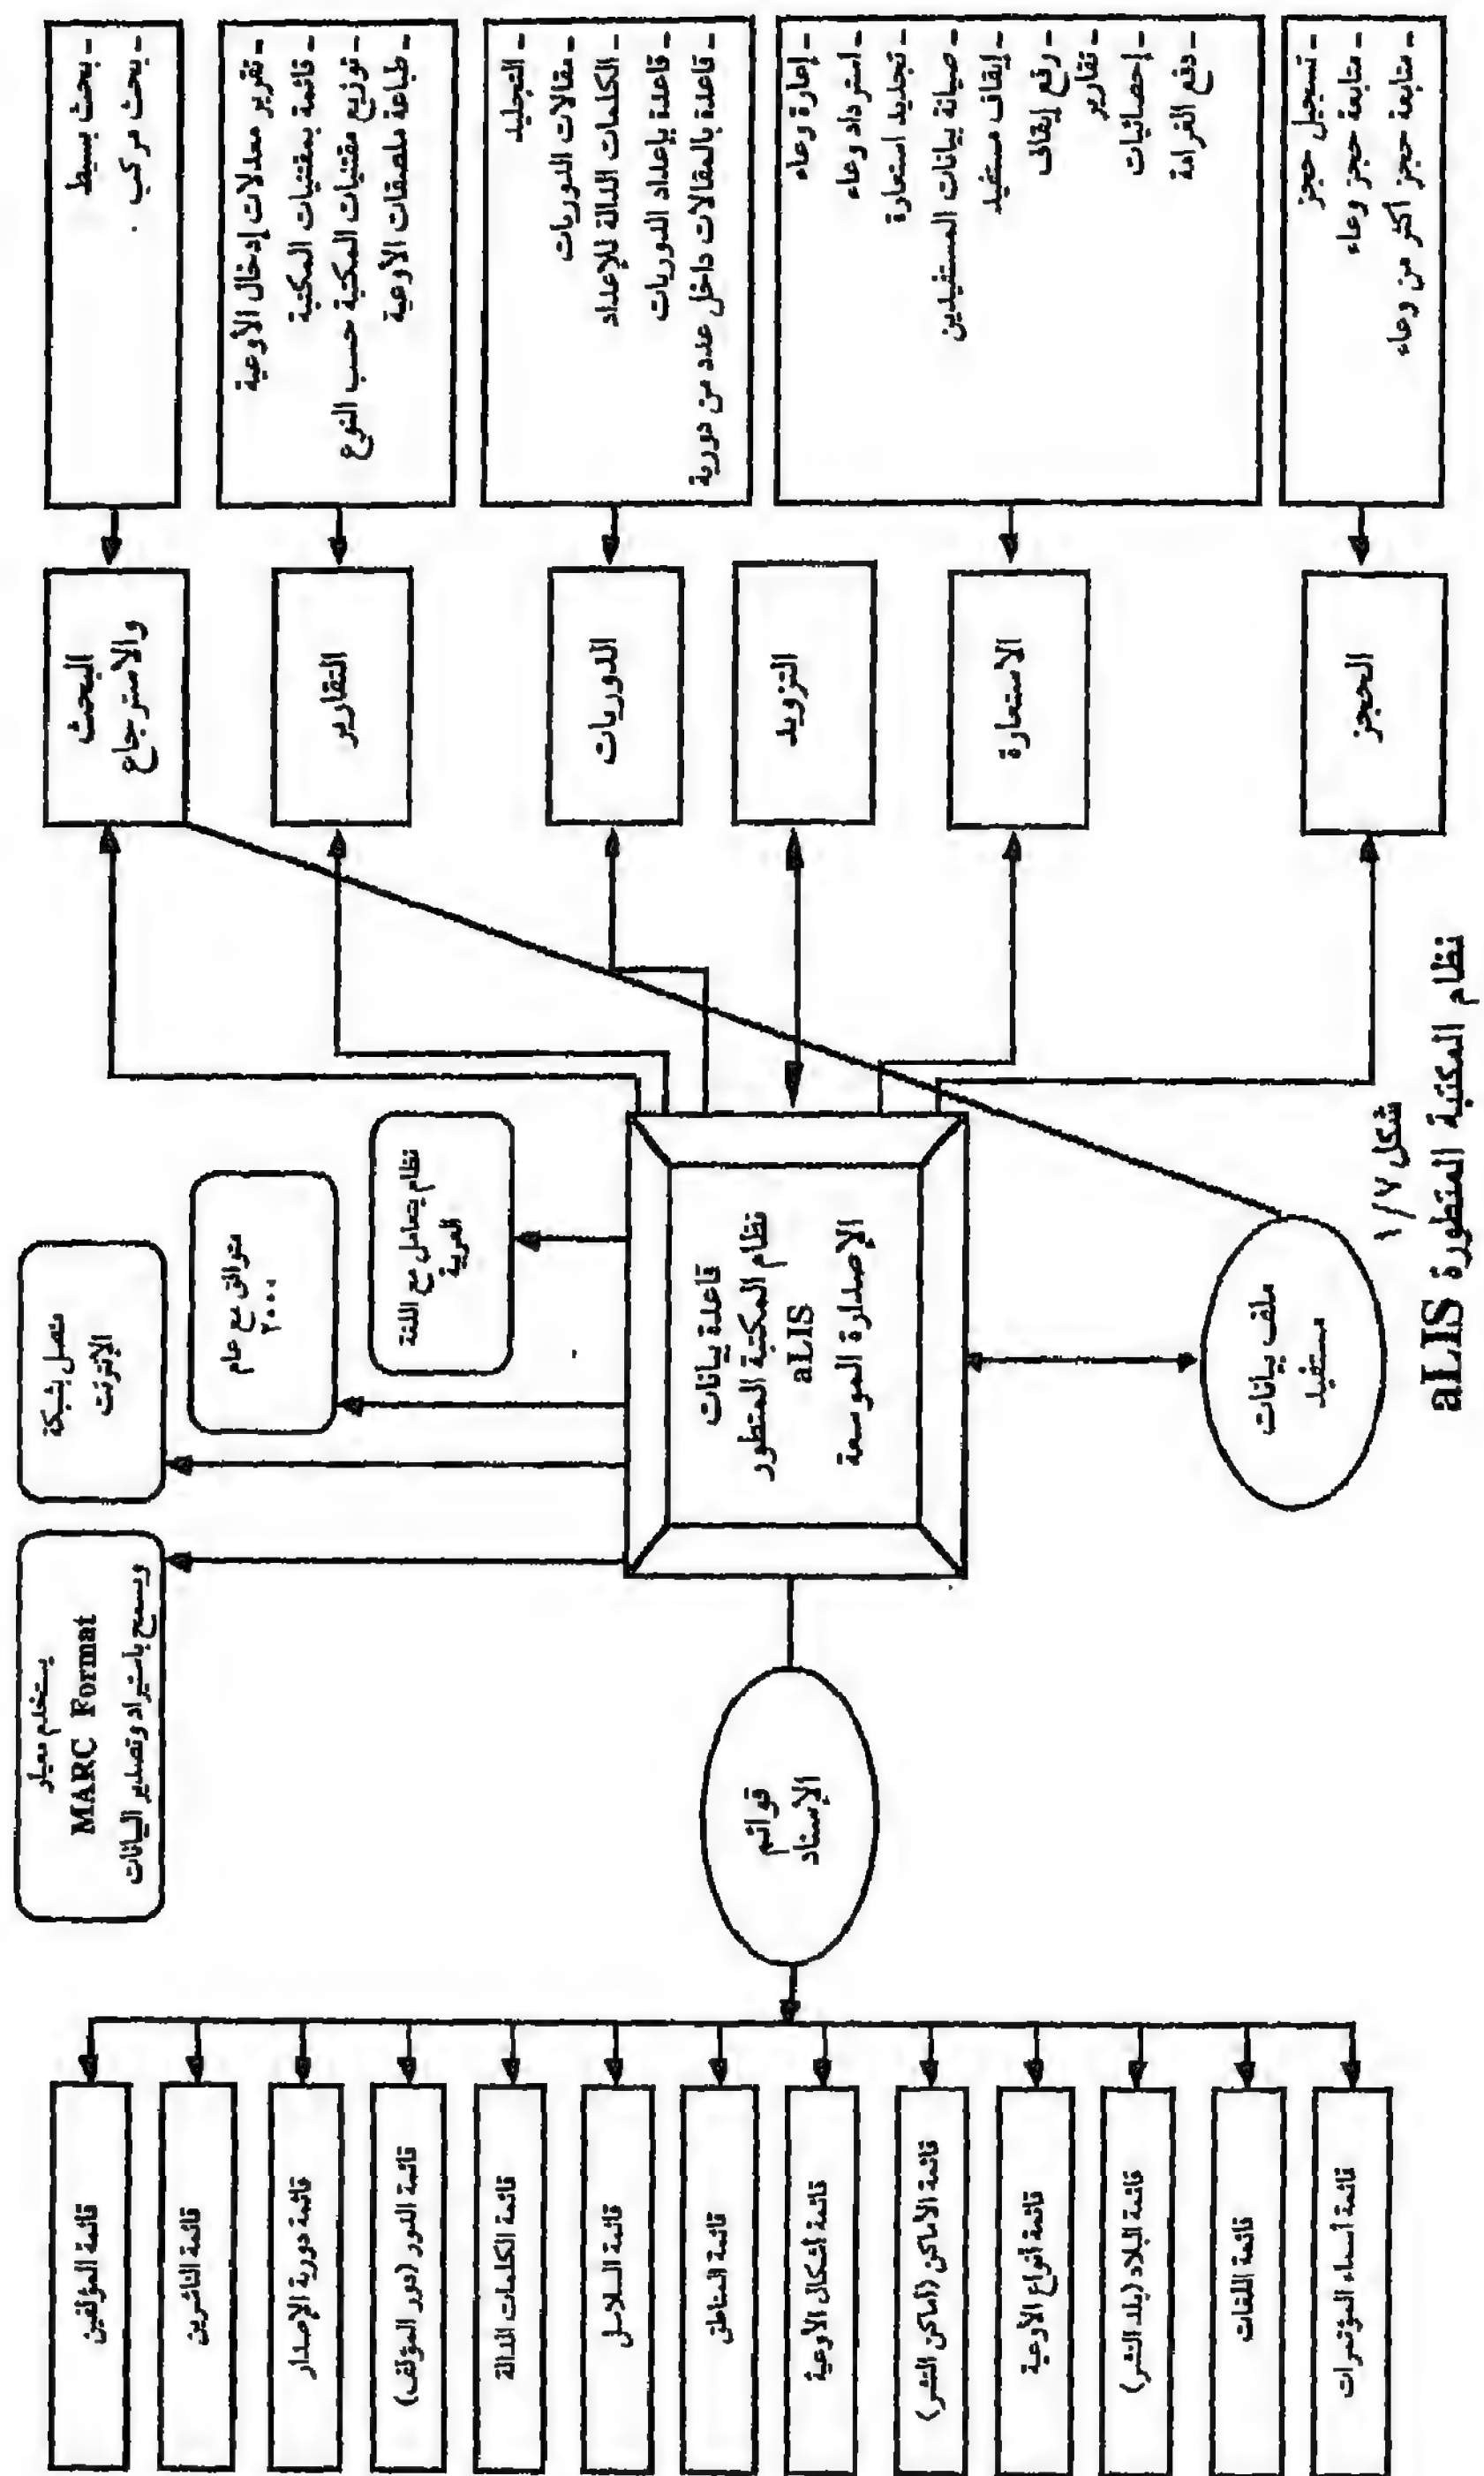 - بحث بسيط
- بحث مركب .
- تقرير معدلات إدخال الأوعية
- قائمة بمقتنيات المكتبة
- توزيع مقتنيات المكتبة حسب النوع
- طباعة ملصقات الأوعية
- التجليد
- مقالات الدوريات
- الكلمات الدالة للإعداد
- قاعدة بإعداد الدوريات
- قاعدة بالمقالات داخل عدد من دورية
- إعارة وعاء
- استرداد وعاء
- تجديد استعارة
- صيانة بيانات المستفيدين
- إيقاف مستفيد
- رفع إيقاف
- تقارير
- إحصائيات
- دفع الغرامة
- تسجيل حجز
- متابعة حجز وعاء
- متابعة حجز أكثر من وعاء
البحث
والاسترجاع
التقارير
الدوريات
التزويد
الاستعارة
الحجز
يستخدم معيار
MARC Format
ويسمح باستيراد وتصدير البيانات
متصل بشبكة
الإنترنت
متوافق مع عام
٢٠٠٠
نظام يتعامل مع اللغة
العربية
قاعدة بيانات
نظام المكتبة المتطور
aLIS
الإصدارة الموسعة
ملف بيانات
مستفيد
قوائم
الإسناد
قائمة المؤلفين
قائمة الناشرين
قائمة دورية الإصدار
قائمة الدور (دور المؤلف)
قائمة الكلمات الدالة
قائمة السلاسل
قائمة المناطق
قائمة أشكال الأوعية
قائمة الأماكن (أماكن النشر)
قائمة أنواع الأوعية
قائمة البلاد (بلد النشر)
قائمة اللغات
قائمة أسماء المؤتمرات
شكل ١/٧
نظام المكتبة المتطورة aLIS